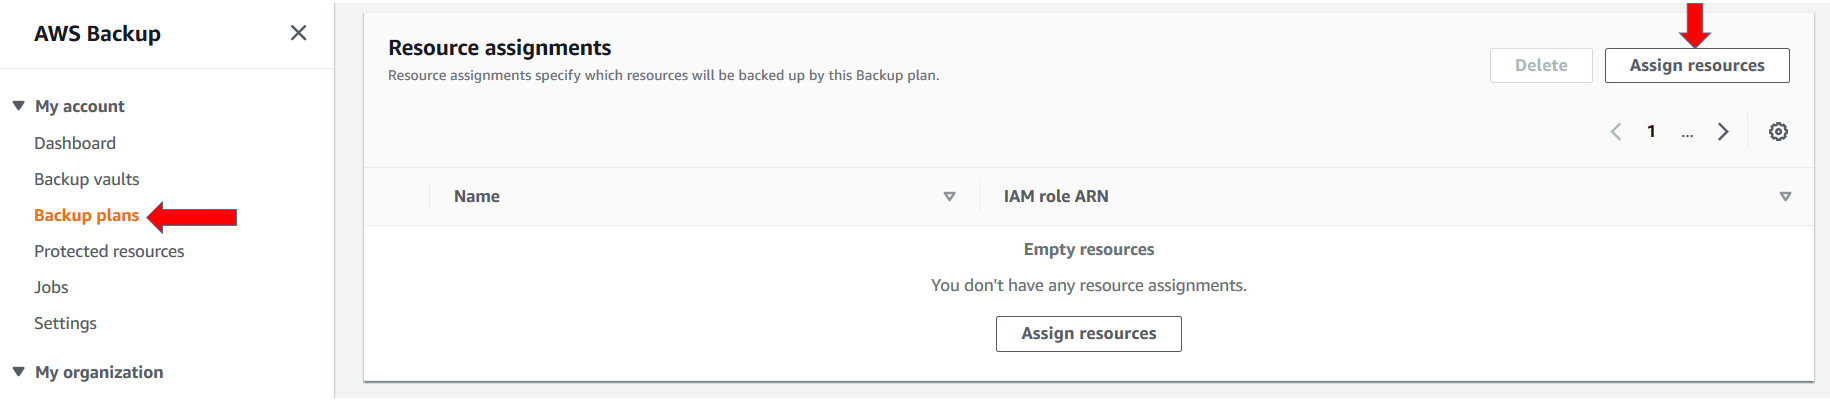 AWS Backup
My account
Dashboard
Backup vaults
Backup plans
Protected resources
Jobs
Settings
My organization
Resource assignments
Resource assignments specify which resources will be backed up by this Backup plan.
Delete
Assign resources
1 ...
Name
IAM role ARN
Empty resources
You don't have any resource assignments.
Assign resources